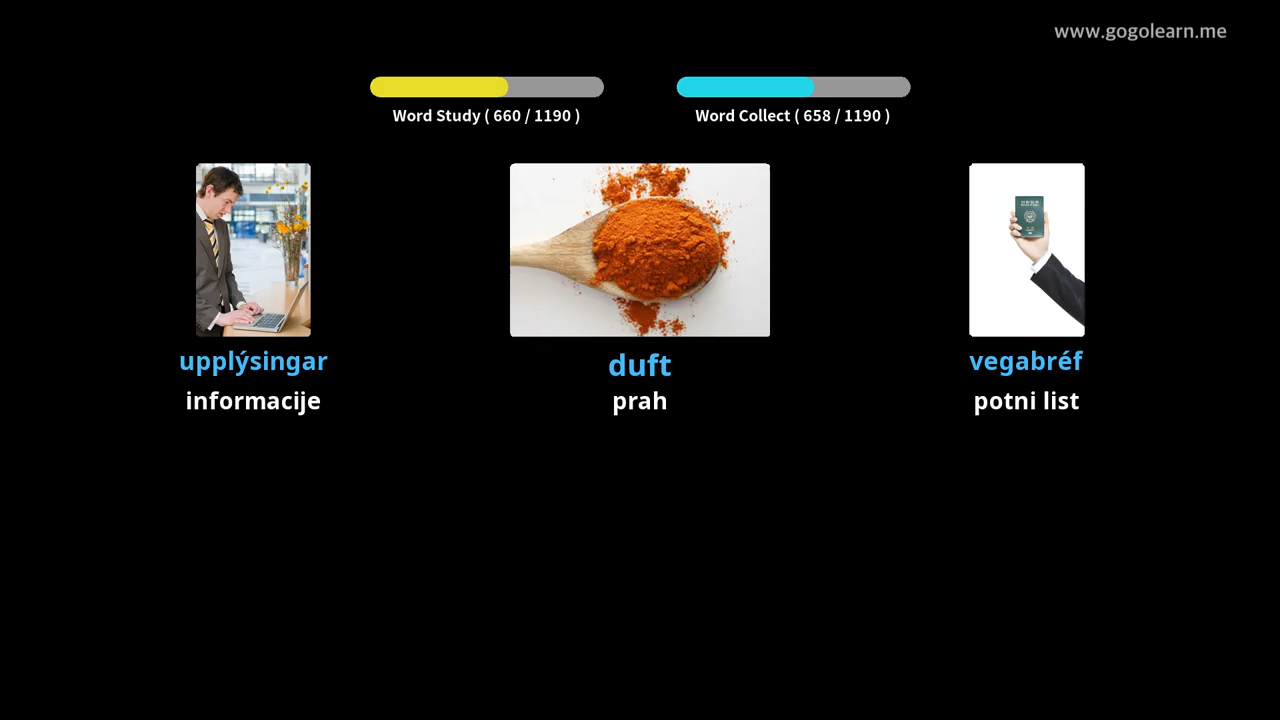 www.gogolearn.me
Word Study ( 660 / 1190 )
Word Collect ( 658 / 1190 )
upplýsingar
duft
vegabréf
informacije
prah
potni list